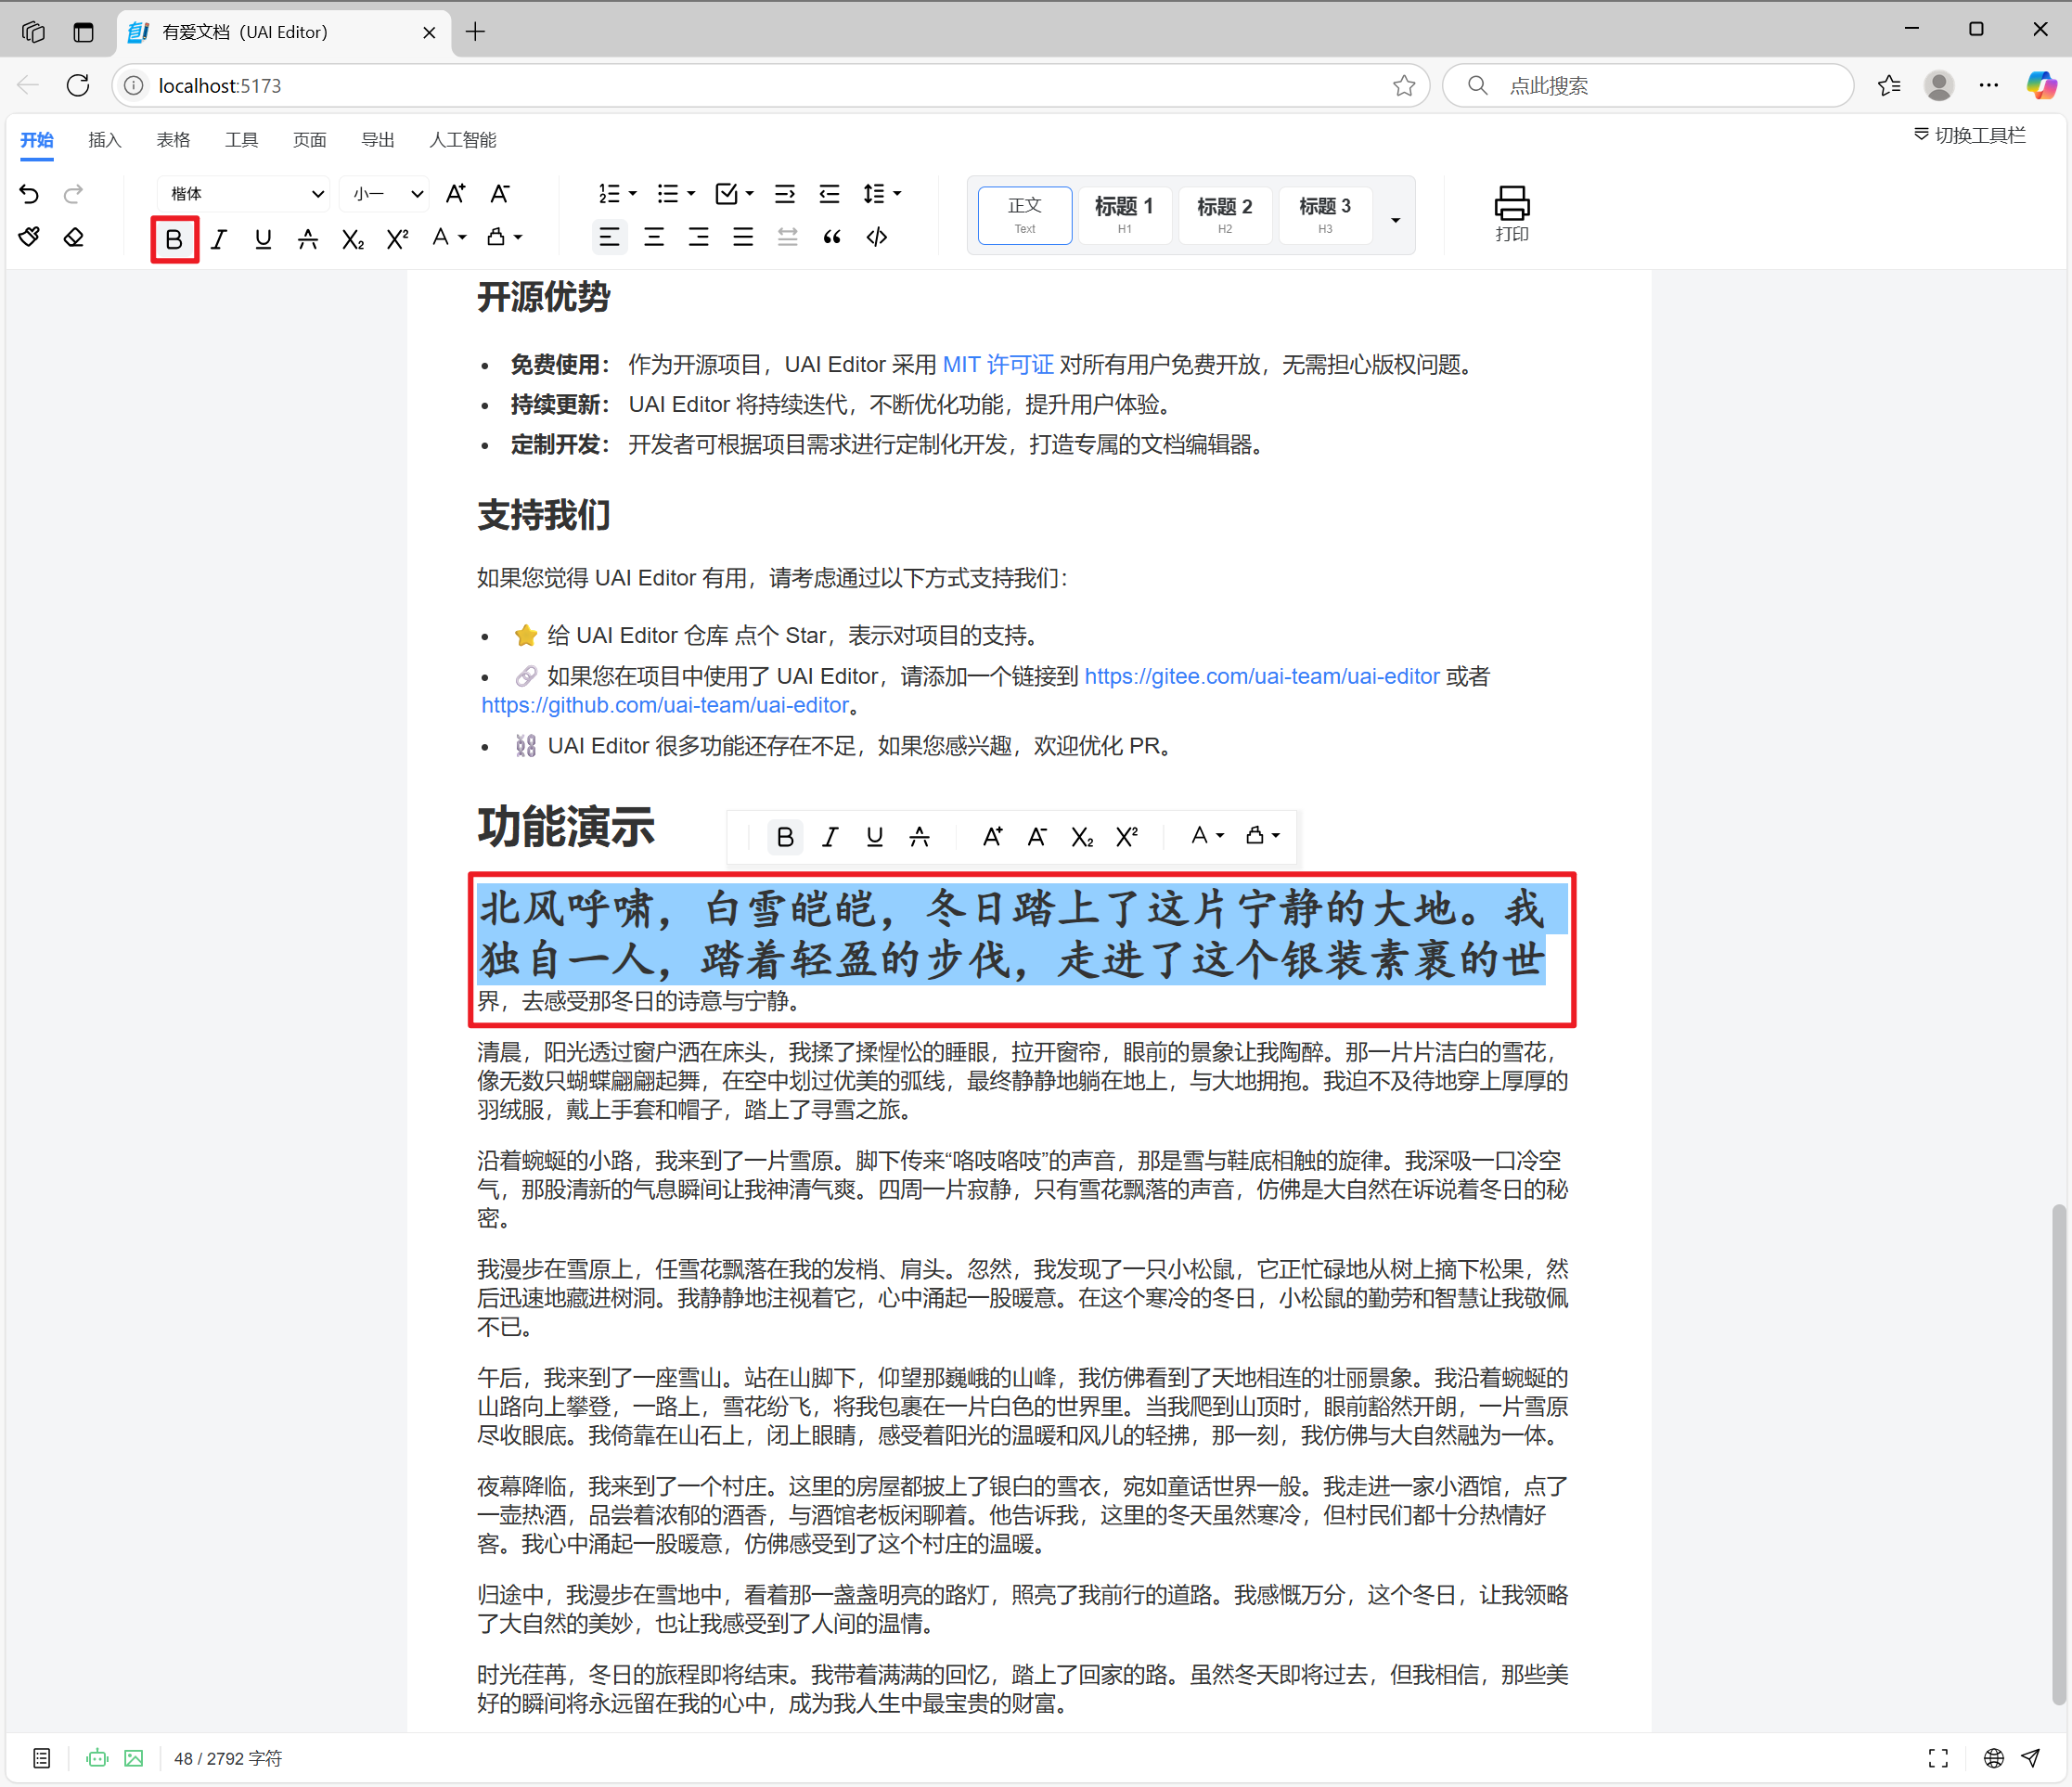 有爱文档（UAI Editor）
localhost:5173
点此搜索
开始 插入 表格 工具 页面 导出 人工智能
切换工具栏
楷体 小一
正文 标题 1 标题 2 标题 3
Text H1 H2 H3
打印
开源优势
免费使用： 作为开源项目，UAI Editor 采用 MIT 许可证 对所有用户免费开放，无需担心版权问题。
持续更新： UAI Editor 将持续迭代，不断优化功能，提升用户体验。
定制开发： 开发者可根据项目需求进行定制化开发，打造专属的文档编辑器。
支持我们
如果您觉得 UAI Editor 有用，请考虑通过以下方式支持我们：
⭐ 给 UAI Editor 仓库 点个 Star，表示对项目的支持。
🔗 如果您在项目中使用了 UAI Editor，请添加一个链接到 https://gitee.com/uai-team/uai-editor 或者
https://github.com/uai-team/uai-editor。
⛓ UAI Editor 很多功能还存在不足，如果您感兴趣，欢迎优化 PR。
功能演示
北风呼啸，白雪皑皑，冬日踏上了这片宁静的大地。我
独自一人，踏着轻盈的步伐，走进了这个银装素裹的世
界，去感受那冬日的诗意与宁静。
清晨，阳光透过窗户洒在床头，我揉了揉惺忪的睡眼，拉开窗帘，眼前的景象让我陶醉。那一片片洁白的雪花，
像无数只蝴蝶翩翩起舞，在空中划过优美的弧线，最终静静地躺在地上，与大地拥抱。我迫不及待地穿上厚厚的
羽绒服，戴上手套和帽子，踏上了寻雪之旅。
沿着蜿蜒的小路，我来到了一片雪原。脚下传来“咯吱咯吱”的声音，那是雪与鞋底相触的旋律。我深吸一口冷空
气，那股清新的气息瞬间让我神清气爽。四周一片寂静，只有雪花飘落的声音，仿佛是大自然在诉说着冬日的秘
密。
我漫步在雪原上，任雪花飘落在我的发梢、肩头。忽然，我发现了一只小松鼠，它正忙碌地从树上摘下松果，然
后迅速地藏进树洞。我静静地注视着它，心中涌起一股暖意。在这个寒冷的冬日，小松鼠的勤劳和智慧让我敬佩
不已。
午后，我来到了一座雪山。站在山脚下，仰望那巍峨的山峰，我仿佛看到了天地相连的壮丽景象。我沿着蜿蜒的
山路向上攀登，一路上，雪花纷飞，将我包裹在一片白色的世界里。当我爬到山顶时，眼前豁然开朗，一片雪原
尽收眼底。我倚靠在山石上，闭上眼睛，感受着阳光的温暖和风儿的轻拂，那一刻，我仿佛与大自然融为一体。
夜幕降临，我来到了一个村庄。这里的房屋都披上了银白的雪衣，宛如童话世界一般。我走进一家小酒馆，点了
一壶热酒，品尝着浓郁的酒香，与酒馆老板闲聊着。他告诉我，这里的冬天虽然寒冷，但村民们都十分热情好
客。我心中涌起一股暖意，仿佛感受到了这个村庄的温暖。
归途中，我漫步在雪地中，看着那一盏盏明亮的路灯，照亮了我前行的道路。我感慨万分，这个冬日，让我领略
了大自然的美妙，也让我感受到了人间的温情。
时光荏苒，冬日的旅程即将结束。我带着满满的回忆，踏上了回家的路。虽然冬天即将过去，但我相信，那些美
好的瞬间将永远留在我的心中，成为我人生中最宝贵的财富。
48 / 2792 字符